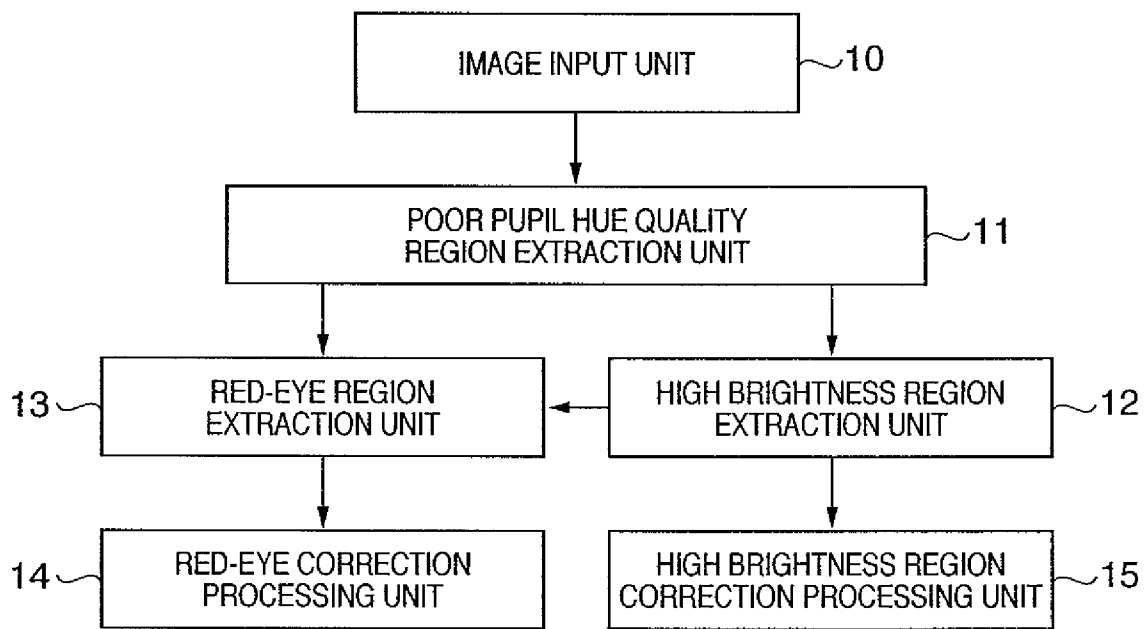 IMAGE INPUT UNIT
10
POOR PUPIL HUE QUALITY
REGION EXTRACTION UNIT
11
13
RED-EYE REGION
EXTRACTION UNIT
HIGH BRIGHTNESS REGION
EXTRACTION UNIT
12
14
RED-EYE CORRECTION
PROCESSING UNIT
HIGH BRIGHTNESS REGION
CORRECTION PROCESSING UNIT
15